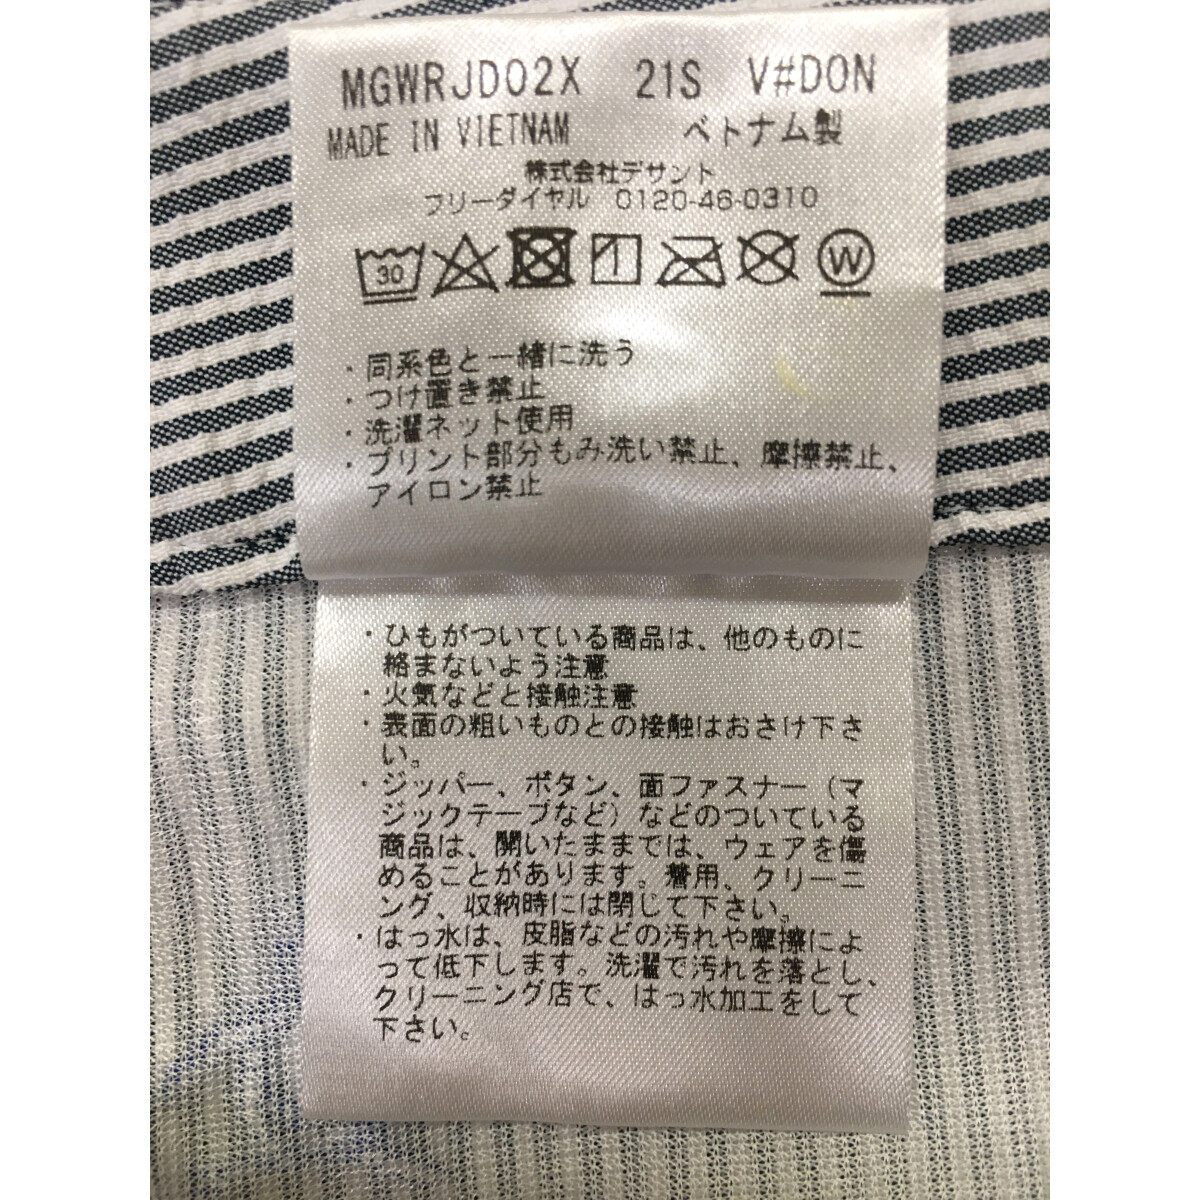 MGWRJD02X 21S V#DON
MADE IN VIETNAM ベトナム製
株式会社デサント
フリーダイヤル 0120-46-0310
30 W
・同系色と一緒に洗う
・つけ置き禁止
・洗濯ネット使用
・プリント部分もみ洗い禁止、摩擦禁止、
アイロン禁止
・ひもがついている商品は、他のものに
絡まないよう注意
・火気などと接触注意
・表面の粗いものとの接触はおさけ下さ
い。
・ジッパー、ボタン、面ファスナー（マ
ジックテープなど）などのついている
商品は、開いたままでは、ウェアを傷
めることがあります。着用、クリーニ
ング、収納時には閉じて下さい。
・はっ水は、皮脂などの汚れや摩擦によ
って低下します。洗濯で汚れを落とし、
クリーニング店で、はっ水加工をして
下さい。